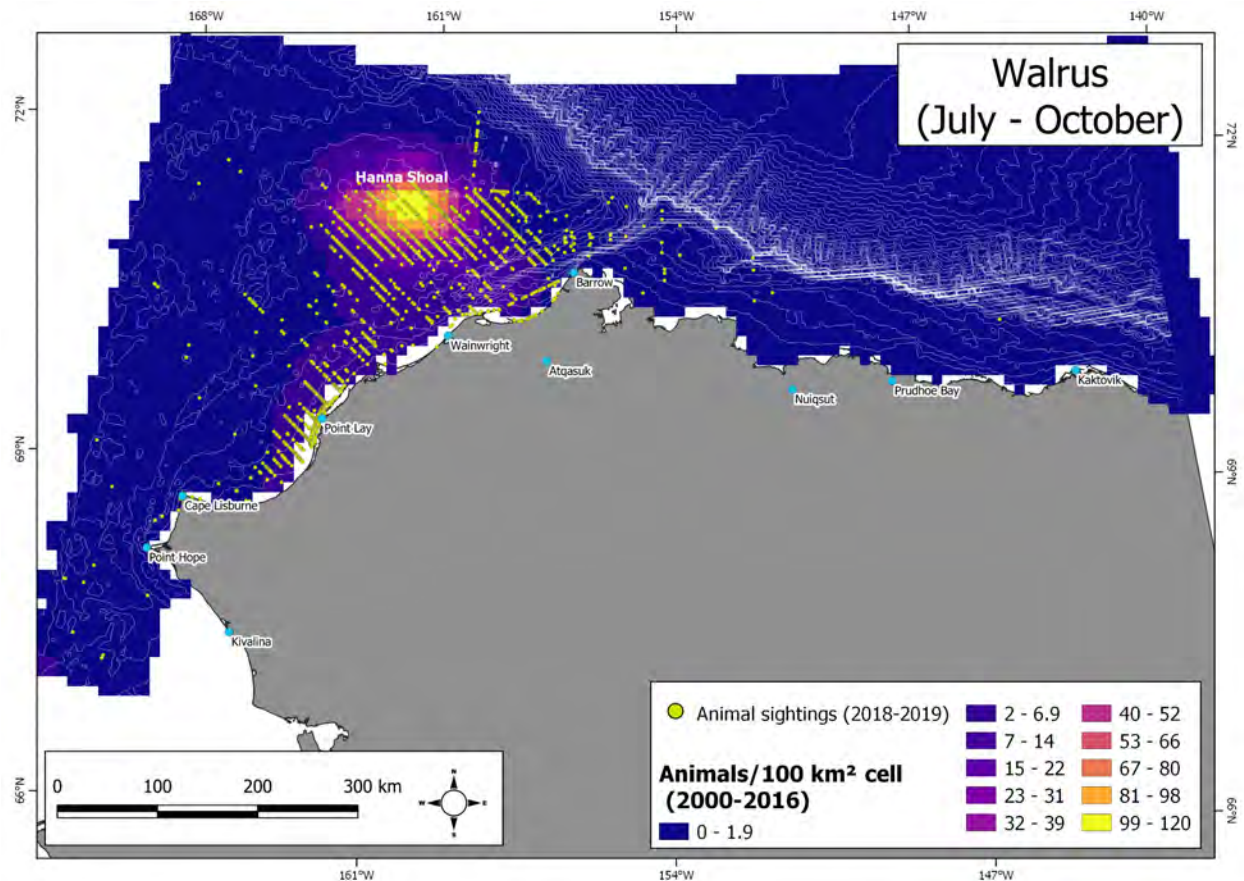 168°W 161°W 154°W 147°W 140°W
Walrus
(July - October)
72°N
72°N
Hanna Shoal
Barrow
Wainwright
Atqasuk
Kaktovik
Prudhoe Bay
Nuiqsut
Point Lay
69°N
69°N
Cape Lisburne
Point Hope
Kivalina
Animal sightings (2018-2019)
Animals/100 km² cell
(2000-2016)
0 - 1.9
2 - 6.9
7 - 14
15 - 22
23 - 31
32 - 39
40 - 52
53 - 66
67 - 80
81 - 98
99 - 120
0 100 200 300 km
N
W E
S
66°N
66°N
161°W 154°W 147°W